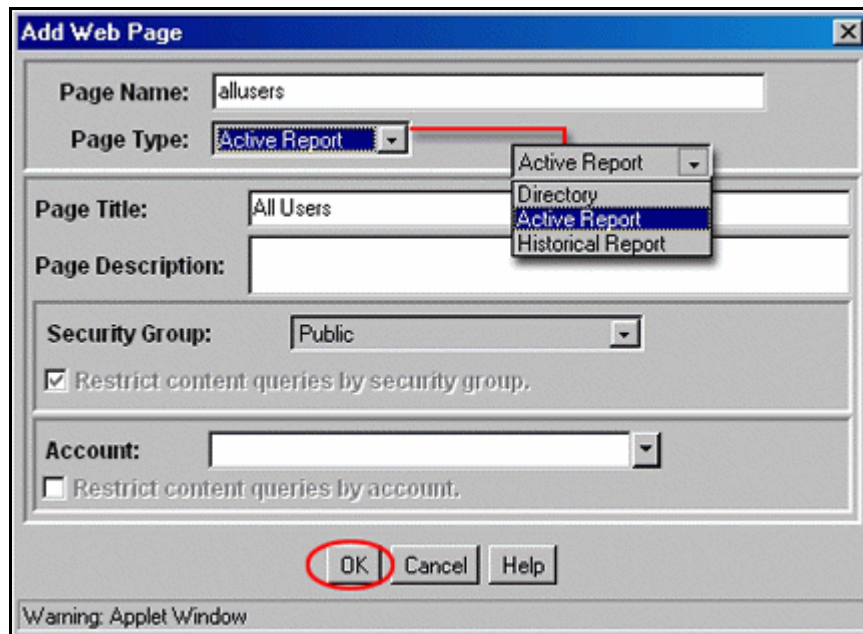 Add Web Page
Page Name: allusers
Page Type: Active Report
Active Report
Directory
Active Report
Historical Report
Page Title: All Users
Page Description:
Security Group: Public
Restrict content queries by security group.
Account:
Restrict content queries by account.
OK Cancel Help
Warning: Applet Window